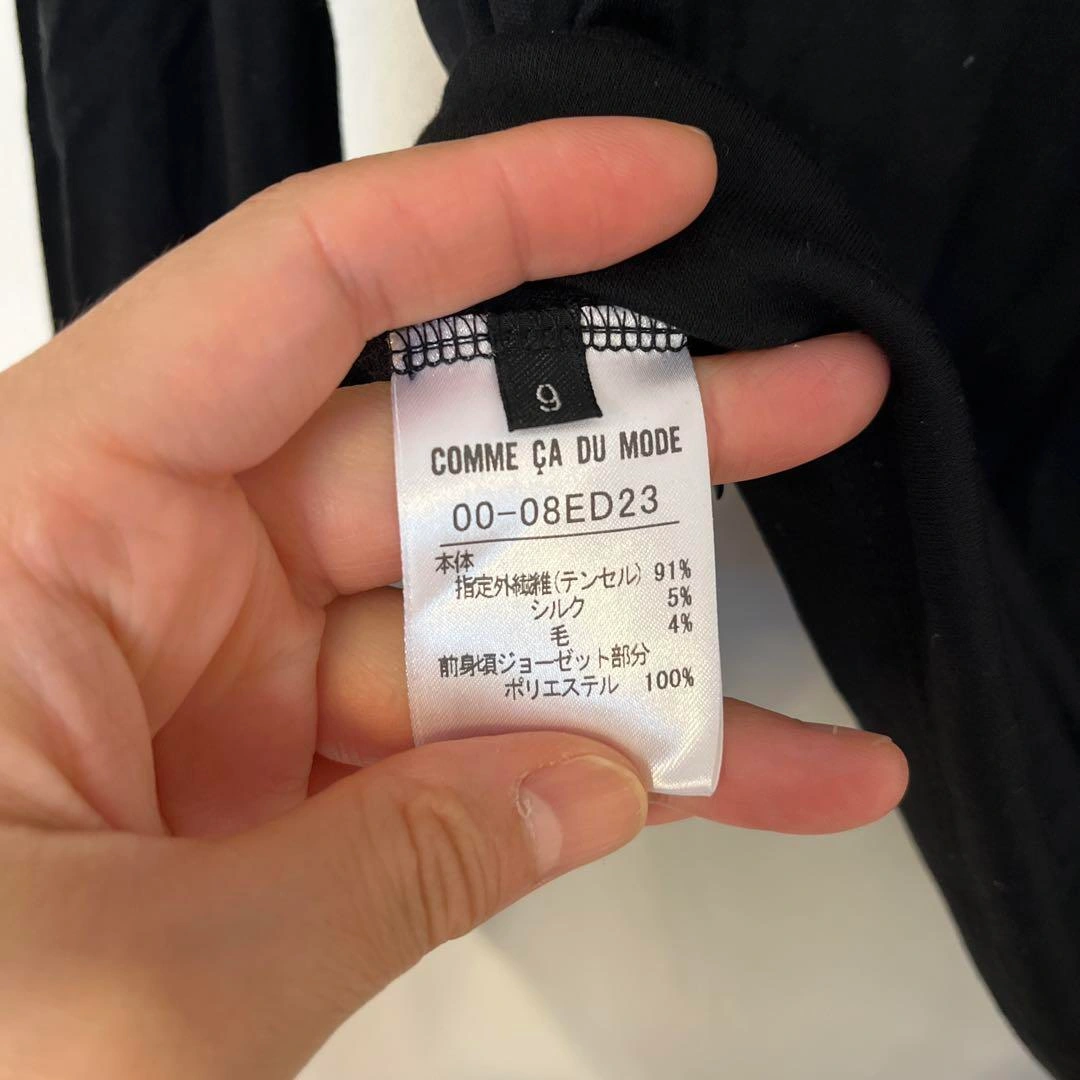 9
COMME ÇA DU MODE
00-08ED23
本体
指定外繊維(テンセル) 91%
シルク 5%
毛 4%
前身頃ジョーゼット部分
ポリエステル 100%